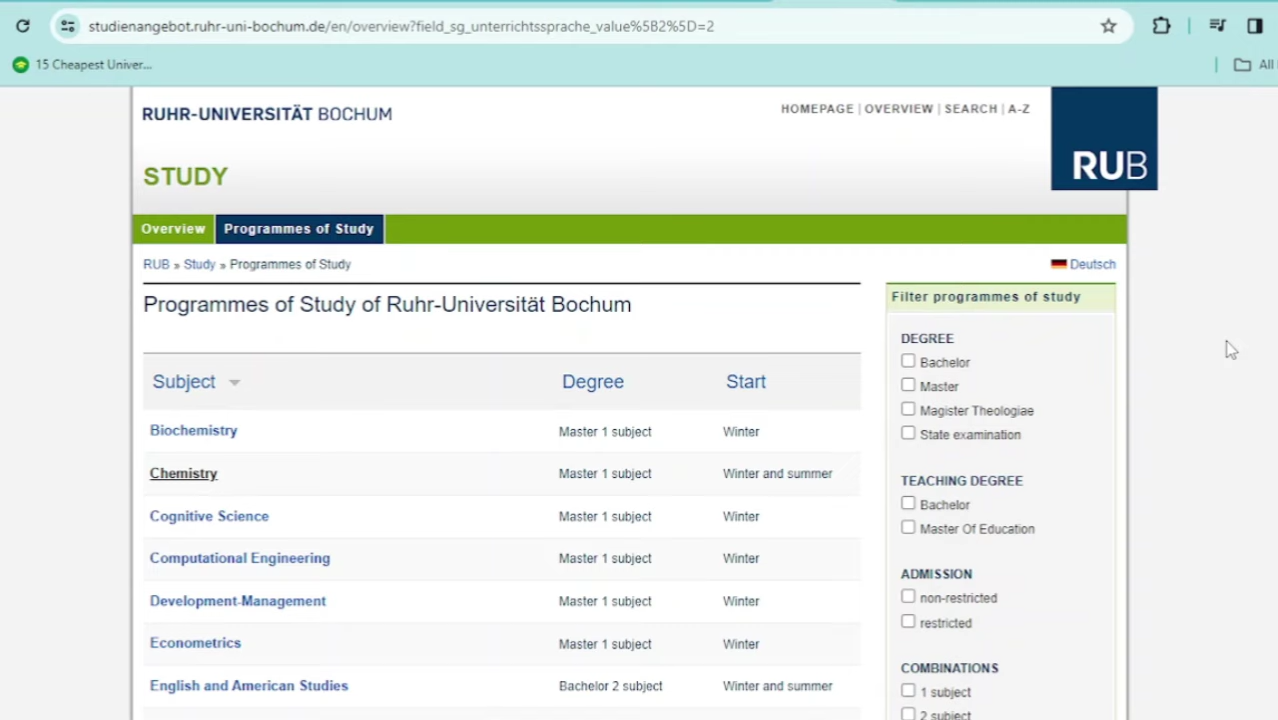 studienangebot.ruhr-uni-bochum.de/en/overview?field_sg_unterrichtssprache_value%5B2%5D=2
15 Cheapest Univer...
All
RUHR-UNIVERSITÄT BOCHUM
HOMEPAGE | OVERVIEW | SEARCH | A-Z
RUB
STUDY
Overview
Programmes of Study
RUB » Study » Programmes of Study
Deutsch
Programmes of Study of Ruhr-Universität Bochum
Subject Degree Start
Biochemistry Master 1 subject Winter
Chemistry Master 1 subject Winter and summer
Cognitive Science Master 1 subject Winter
Computational Engineering Master 1 subject Winter
Development Management Master 1 subject Winter
Econometrics Master 1 subject Winter
English and American Studies Bachelor 2 subject Winter and summer
Filter programmes of study
DEGREE
Bachelor
Master
Magister Theologiae
State examination
TEACHING DEGREE
Bachelor
Master Of Education
ADMISSION
non-restricted
restricted
COMBINATIONS
1 subject
2 subject